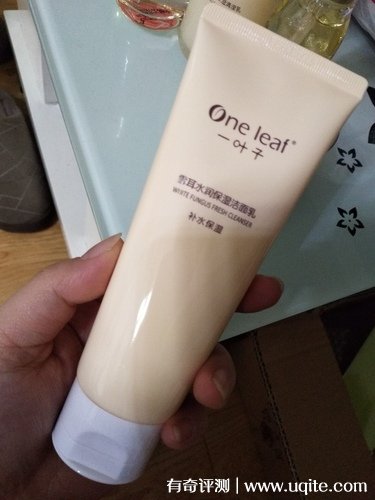 One leaf®
一叶子
雪耳水润保湿洁面乳
WHITE FUNGUS FRESH CLEANSER
补水保湿
有奇评测 | www.uqite.com